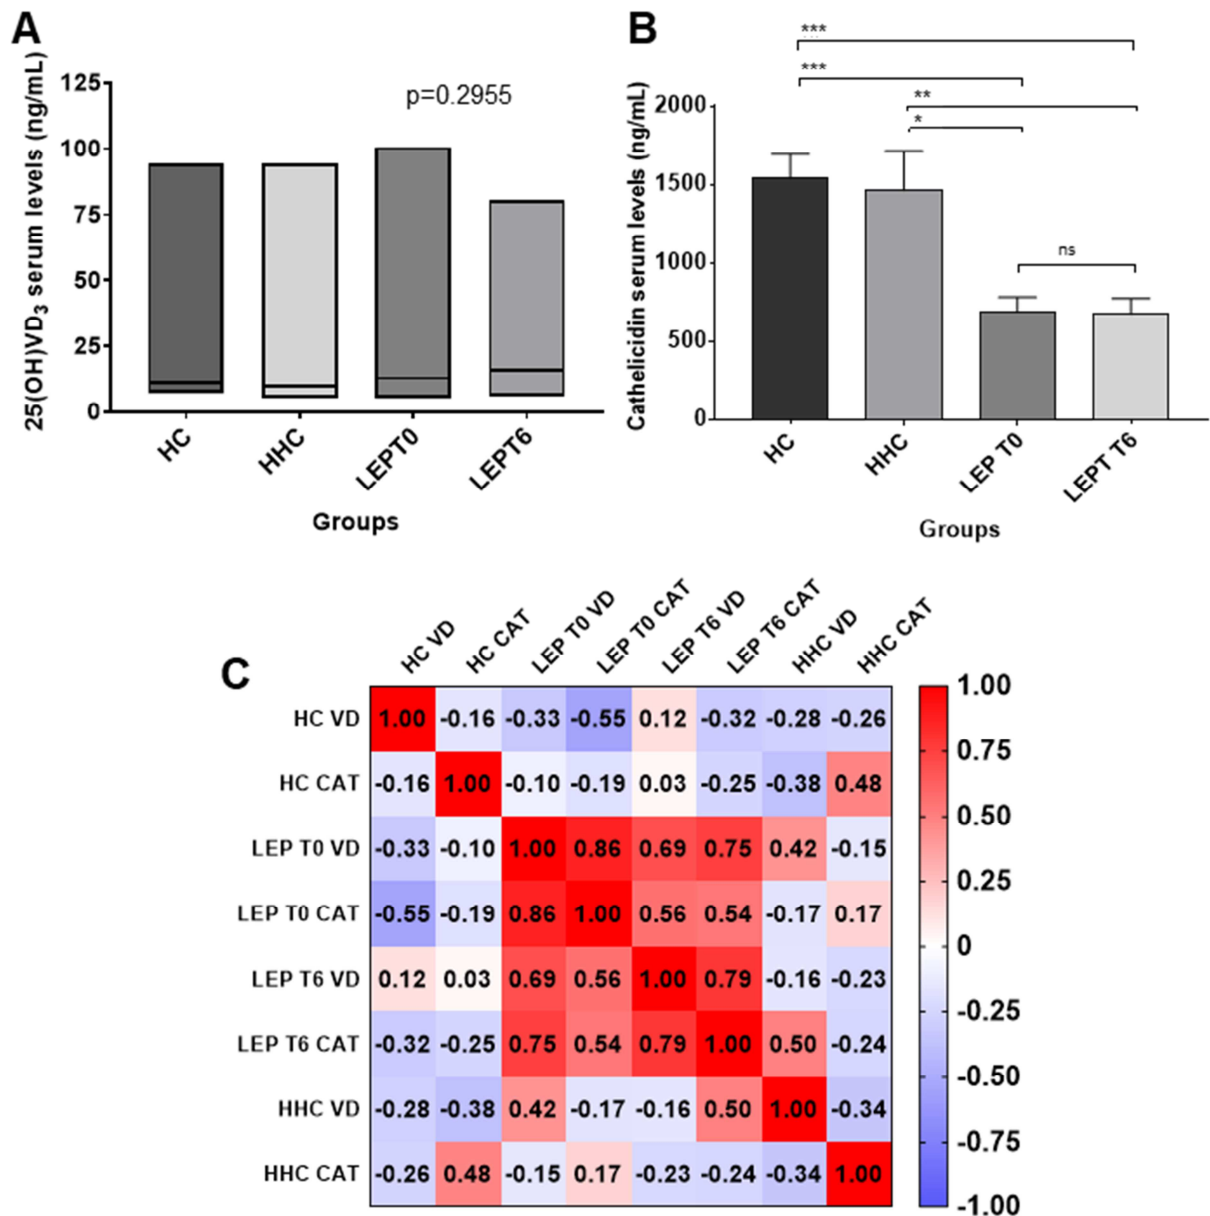 A
25(OH)VD3 serum levels (ng/mL)
125
100
75
50
25
0
p=0.2955
HC
HHC
LEPT0
LEPT6
Groups
B
Cathelicidin serum levels (ng/mL)
2000
1500
1000
500
0
***
***
**
*
ns
HC
HHC
LEP T0
LEPT T6
Groups
C
HC VD HC CAT LEP T0 VD LEP T0 CAT LEP T6 VD LEP T6 CAT HHC VD HHC CAT
HC VD 1.00 -0.16 -0.33 -0.55 0.12 -0.32 -0.28 -0.26
HC CAT -0.16 1.00 -0.10 -0.19 0.03 -0.25 -0.38 0.48
LEP T0 VD -0.33 -0.10 1.00 0.86 0.69 0.75 0.42 -0.15
LEP T0 CAT -0.55 -0.19 0.86 1.00 0.56 0.54 -0.17 0.17
LEP T6 VD 0.12 0.03 0.69 0.56 1.00 0.79 -0.16 -0.23
LEP T6 CAT -0.32 -0.25 0.75 0.54 0.79 1.00 0.50 -0.24
HHC VD -0.28 -0.38 0.42 -0.17 -0.16 0.50 1.00 -0.34
HHC CAT -0.26 0.48 -0.15 0.17 -0.23 -0.24 -0.34 1.00
1.00
0.75
0.50
0.25
0
-0.25
-0.50
-0.75
-1.00